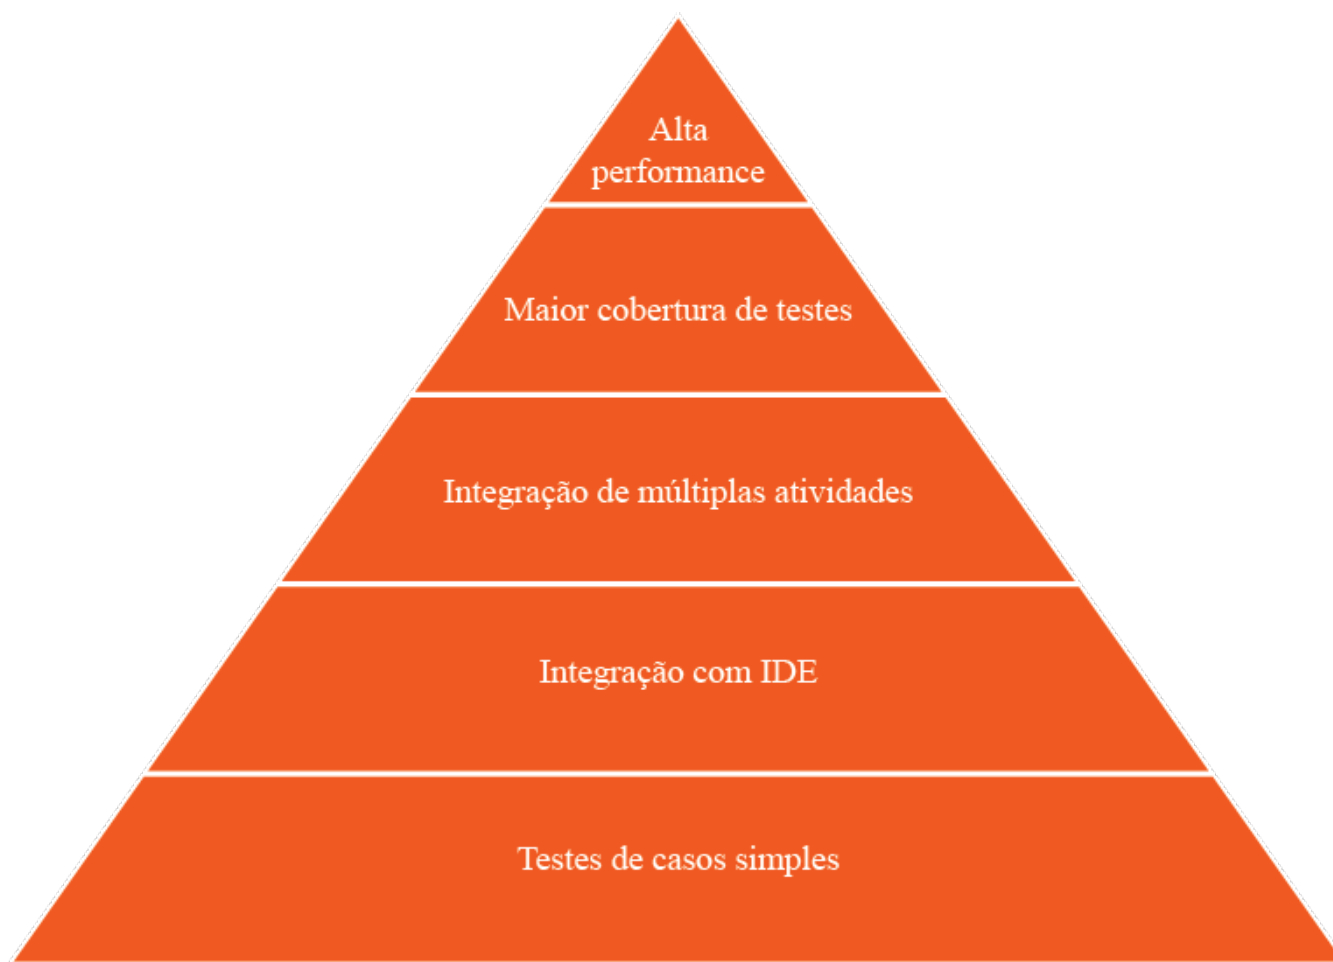 Alta
performance
Maior cobertura de testes
Integração de múltiplas atividades
Integração com IDE
Testes de casos simples